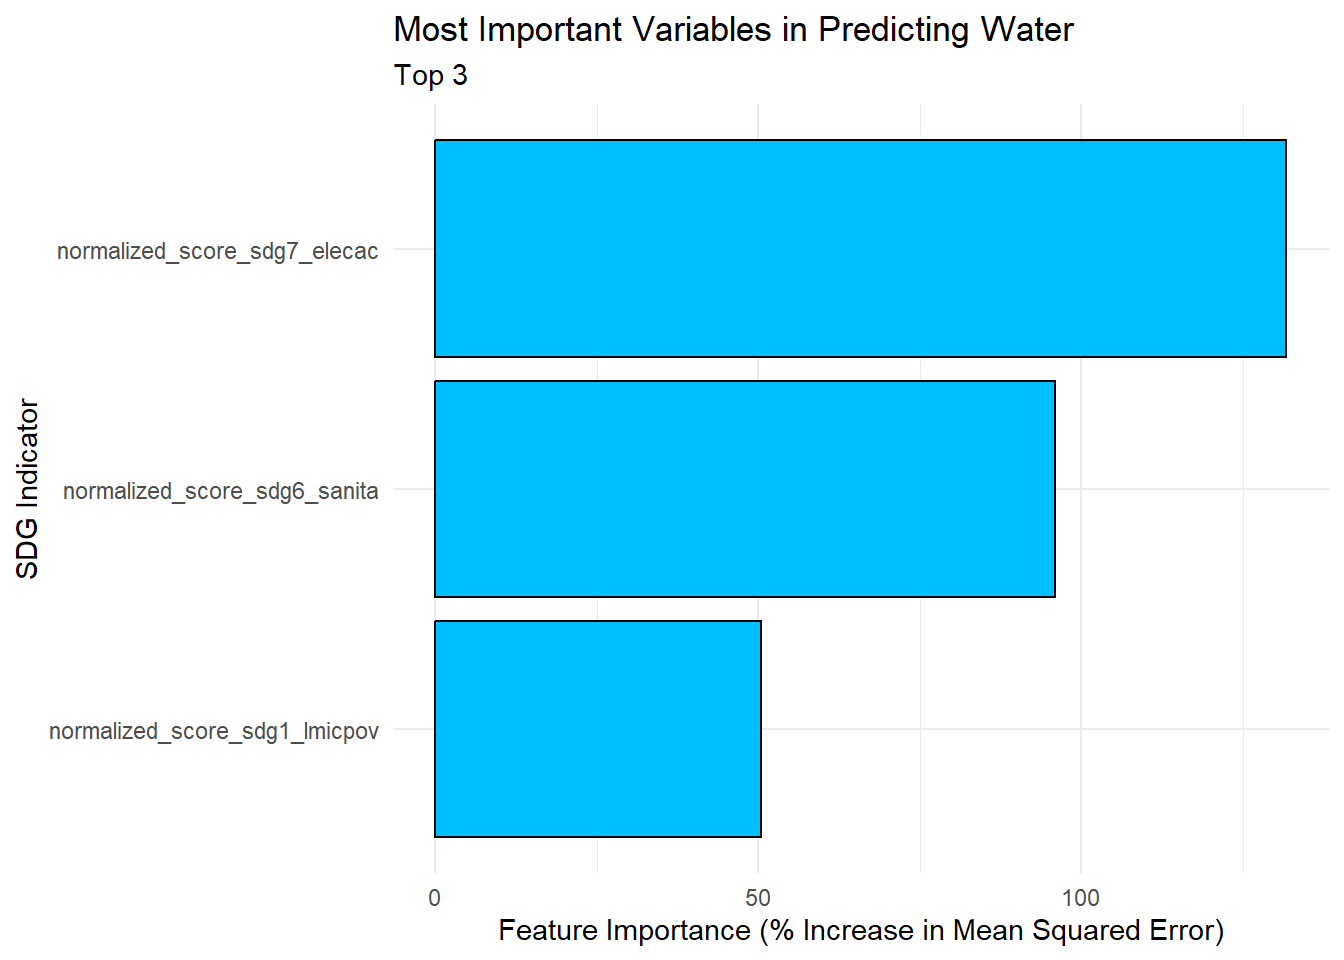 Most Important Variables in Predicting Water
Top 3
SDG Indicator
normalized_score_sdg7_elecac
normalized_score_sdg6_sanita
normalized_score_sdg1_lmicpov
0 50 100
Feature Importance (% Increase in Mean Squared Error)